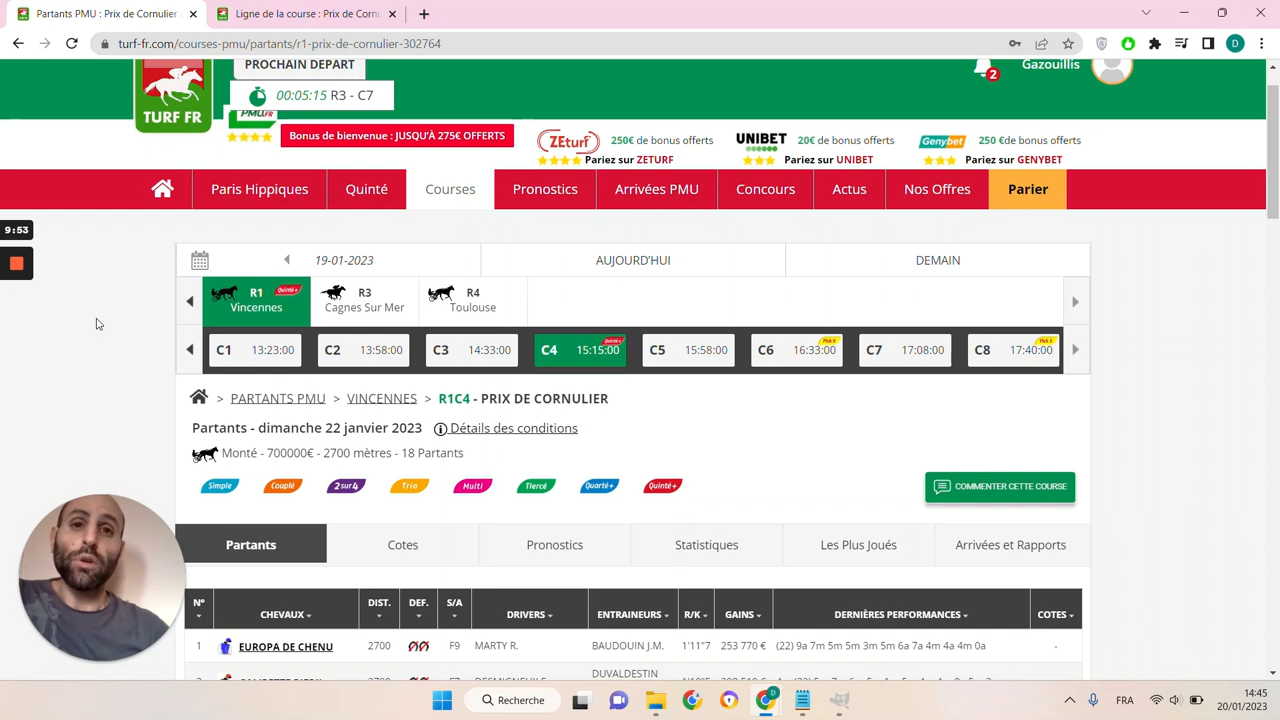 Partants PMU : Prix de Cornulier
Ligne de la course : Prix de Corn
turf-fr.com/courses-pmu/partants/r1-prix-de-cornulier-302764
D
PROCHAIN DEPART
00:05:15 R3 - C7
TURF FR
PMU.FR
Bonus de bienvenue : JUSQU'À 275€ OFFERTS
ZEturf
250€ de bonus offerts
Pariez sur ZETURF
UNIBET
20€ de bonus offerts
Pariez sur UNIBET
Genybet
250 € de bonus offerts
Pariez sur GENYBET
2
Gazouillis
Paris Hippiques
Quinté
Courses
Pronostics
Arrivées PMU
Concours
Actus
Nos Offres
Parier
9:53
19-01-2023
AUJOURD'HUI
DEMAIN
R1
Quinté+
Vincennes
R3
Cagnes Sur Mer
R4
Toulouse
C1 13:23:00
C2 13:58:00
C3 14:33:00
C4 15:15:00
Quinté+
C5 15:58:00
C6 16:33:00
Pick 5
C7 17:08:00
C8 17:40:00
Pick 5
> PARTANTS PMU > VINCENNES > R1C4 - PRIX DE CORNULIER
Partants - dimanche 22 janvier 2023
Détails des conditions
Monté - 700000€ - 2700 mètres - 18 Partants
Simple
Couplé
2sur4
Trio
Multi
Tiercé
Quarté+
Quinté+
COMMENTER CETTE COURSE
Partants
Cotes
Pronostics
Statistiques
Les Plus Joués
Arrivées et Rapports
N° CHEVAUX DIST. DEF. S/A DRIVERS ENTRAINEURS R/K GAINS DERNIÈRES PERFORMANCES COTES
1 EUROPA DE CHENU 2700 F9 MARTY R. BAUDOUIN J.M. 1'11"7 253 770 € (22) 9a 7m 5m 5m 3m 5m 6a 7a 4m 4a 4m 0a -
DUVALDESTIN
Recherche
FRA
14:45
20/01/2023